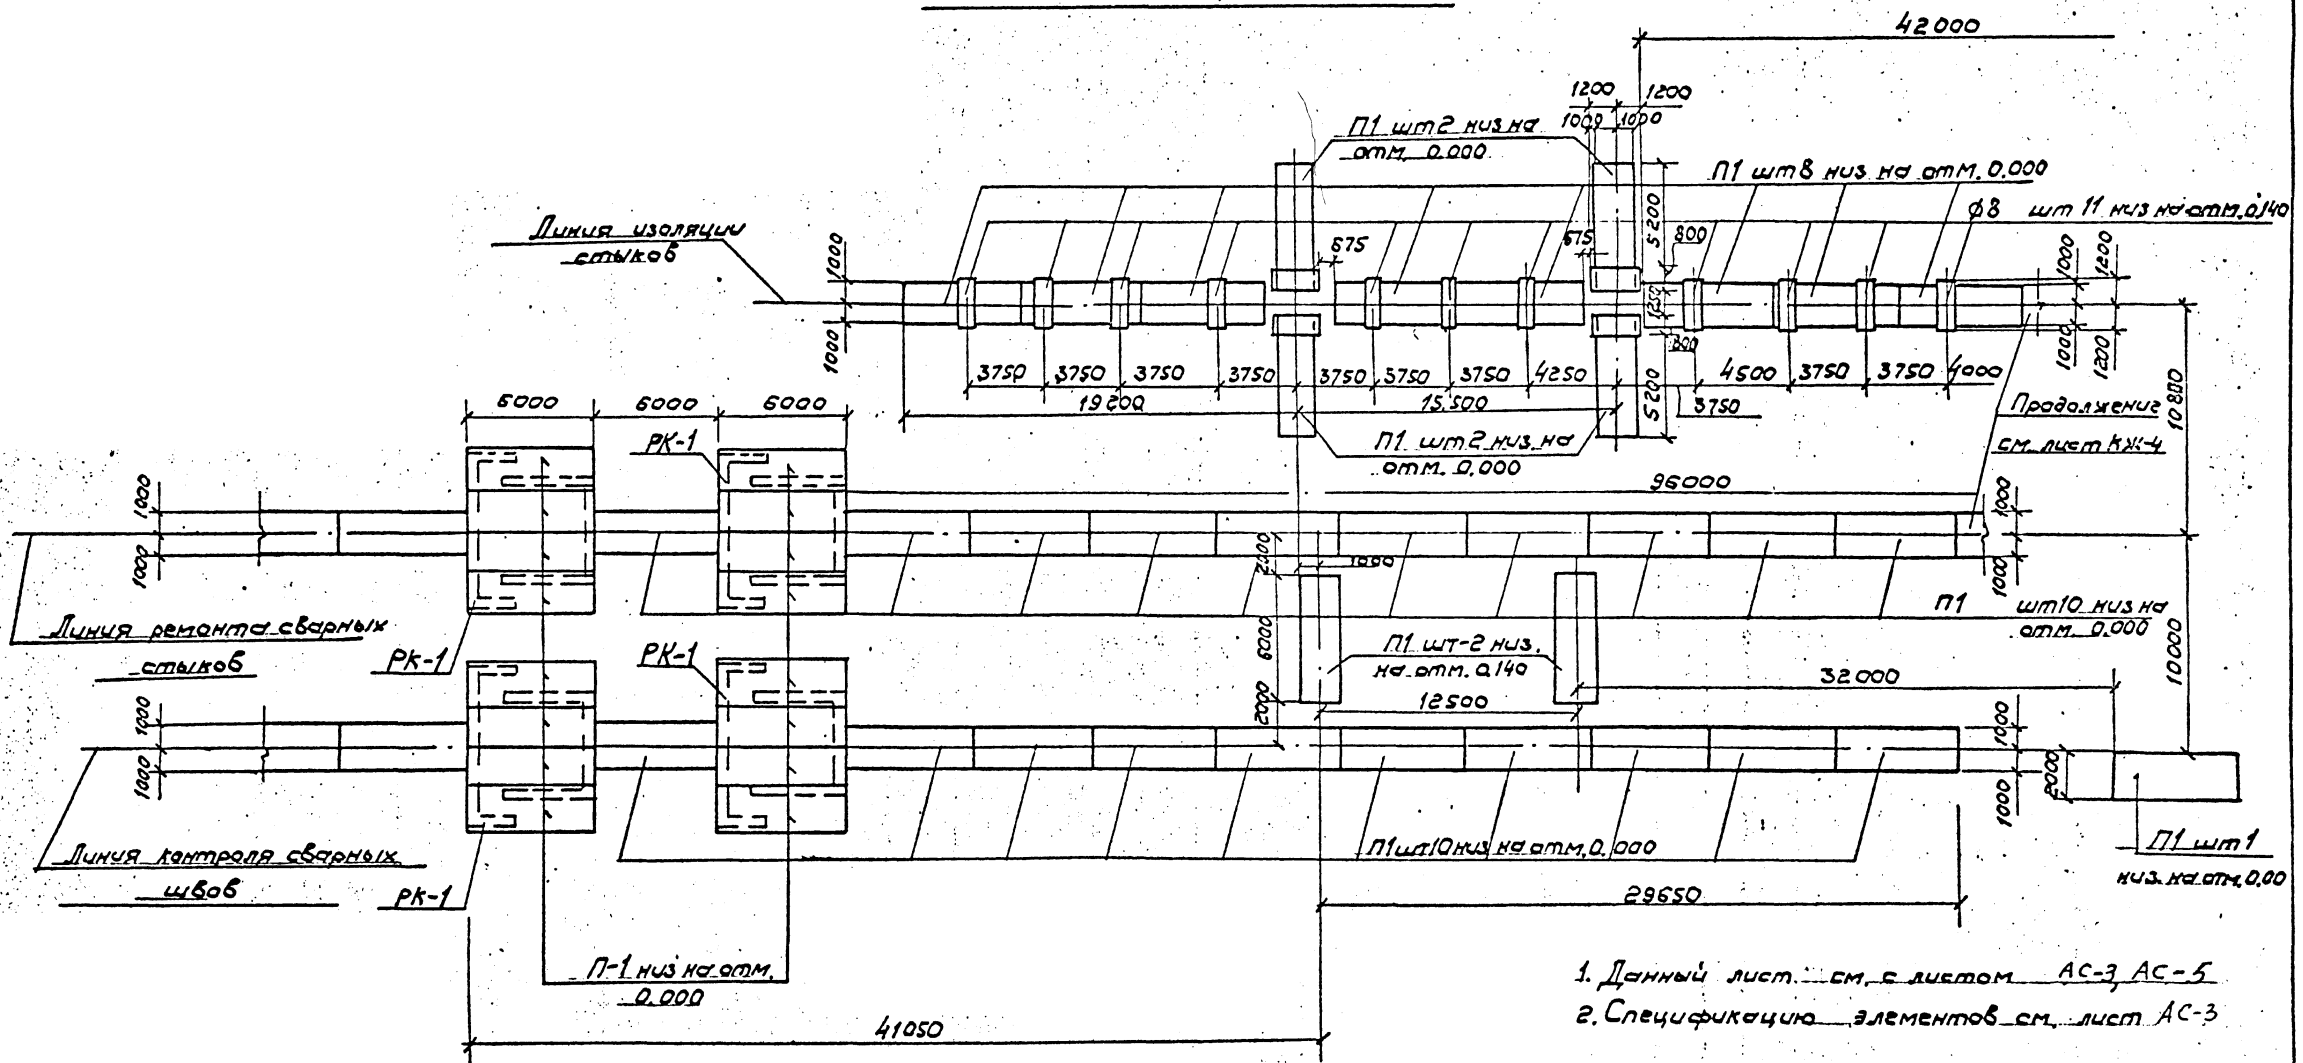 42000
1200
1200
1000
1000
П1 шт2 низ на
отм. 0.000
П1 шт8 низ на отм. 0.000
ф8 шт 11 низ на отм. 0,140
Линия изоляции
стыков
1000
1000
675
575
5200
800
1250
800
5200
1000
1200
1000
1200
3750
3750
3750
3750
3750
3750
3750
4250
4500
3750
3750
4000
19200
15.500
3750
П1 шт2 низ на
отм. 0.000
Продолжение
см. лист КЖ-4
10800
6000
6000
6000
РК-1
96000
1000
1000
1000
1000
2000
1000
6000
2000
Линия ремонта сварных
стыков
РК-1
РК-1
П1 шт-2 низ.
на отм. 0.140
12500
П1 шт10 низ на
отм. 0.000
10000
32000
1000
1000
1000
1000
2000
Линия контроля сварных
швов
РК-1
П1шт10 низ на отм. 0.000
П1 шт1
низ на отм. 0,00
29650
П-1 низ на отм.
0.000
41050
1. Данный лист см. с листом АС-3, АС-5
2. Спецификацию элементов см. лист АС-3